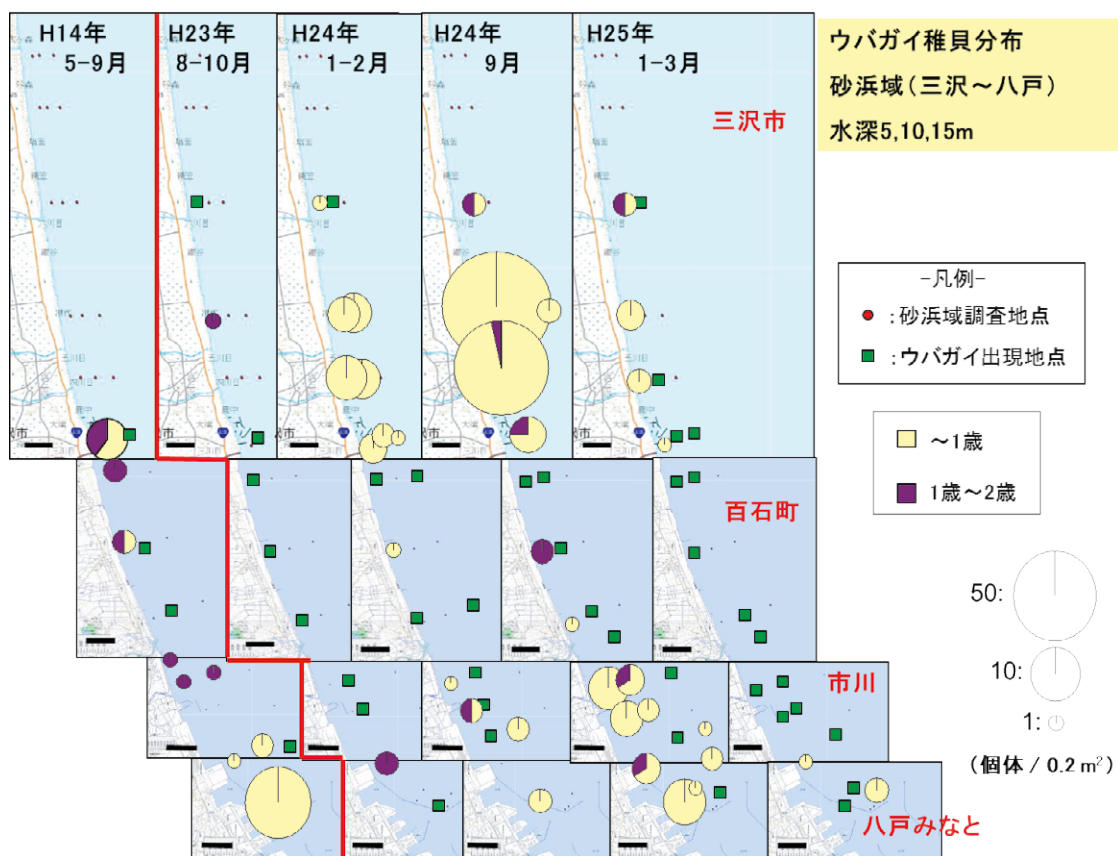 H14年
5-9月
H23年
8-10月
H24年
1-2月
H24年
9月
H25年
1-3月
ウバガイ稚貝分布
砂浜域(三沢～八戸)
水深5,10,15m
三沢市
-凡例-
:砂浜域調査地点
:ウバガイ出現地点
～1歳
1歳～2歳
百石町
50:
10:
1:
(個体 / 0.2 m²)
市川
八戸みなと